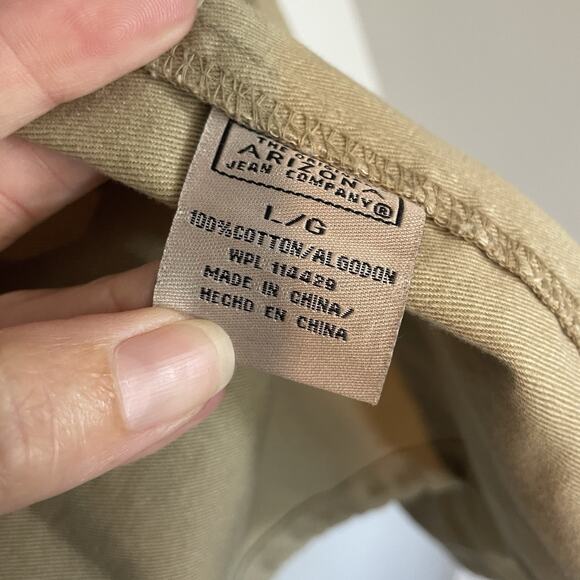 THE ORIGINAL
ARIZONA
JEAN COMPANY®
L/G
100% COTTON/ALGODON
WPL 114429
MADE IN CHINA/
HECHO EN CHINA